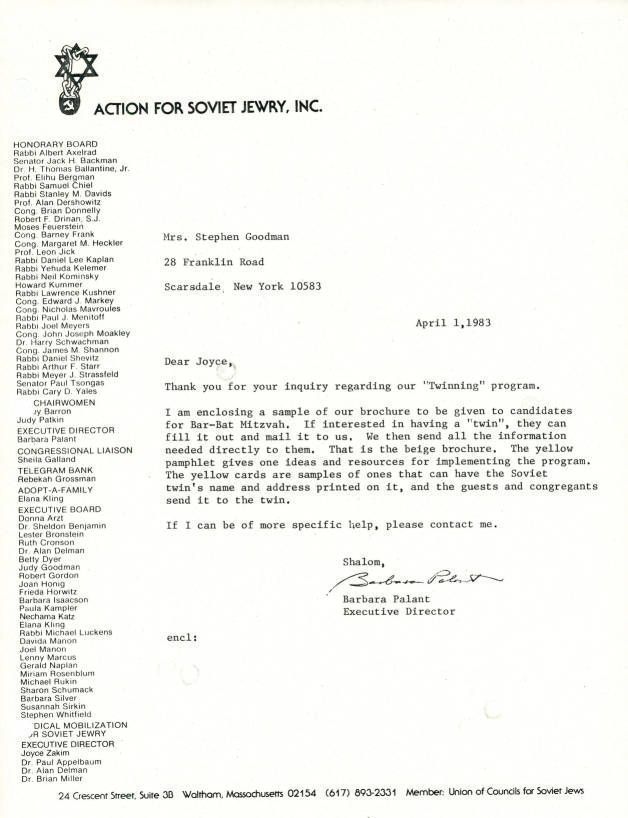 ACTION FOR SOVIET JEWRY, INC.
HONORARY BOARD
Rabbi Albert Axelrad
Senator Jack H. Backman
Dr. H. Thomas Ballantine, Jr.
Prof. Elihu Bergman
Rabbi Samuel Chiel
Rabbi Stanley M. Davids
Prof. Alan Dershowitz
Cong. Brian Donnelly
Robert F. Drinan, S.J.
Moses Feuerstein
Cong. Barney Frank
Cong. Margaret M. Heckler
Prof. Leon Jick
Rabbi Daniel Lee Kaplan
Rabbi Yehuda Kelemer
Rabbi Neil Kominsky
Howard Kummer
Rabbi Lawrence Kushner
Cong. Edward J. Markey
Cong. Nicholas Mavroules
Rabbi Paul J. Menitoff
Rabbi Joel Meyers
Cong. John Joseph Moakley
Dr. Harry Schwachman
Cong. James M. Shannon
Rabbi Daniel Shevitz
Rabbi Arthur F. Starr
Rabbi Meyer J. Strassfeld
Senator Paul Tsongas
Rabbi Cary D. Yales
CHAIRWOMEN
y Barron
Judy Patkin
EXECUTIVE DIRECTOR
Barbara Palant
CONGRESSIONAL LIAISON
Sheila Galland
TELEGRAM BANK
Rebekah Grossman
ADOPT-A-FAMILY
Elana Kling
EXECUTIVE BOARD
Donna Arzt
Dr. Sheldon Benjamin
Lester Bronstein
Ruth Cronson
Dr. Alan Delman
Betty Dyer
Judy Goodman
Robert Gordon
Joan Honig
Frieda Horwitz
Barbara Isaacson
Paula Kampler
Nechama Katz
Elana Kling
Rabbi Michael Luckens
Davida Manon
Joel Manon
Lenny Marcus
Gerald Naplan
Miriam Rosenblum
Michael Rukin
Sharon Schumack
Barbara Silver
Susannah Sirkin
Stephen Whitfield
DICAL MOBILIZATION
R SOVIET JEWRY
EXECUTIVE DIRECTOR
Joyce Zakim
Dr. Paul Appelbaum
Dr. Alan Delman
Dr. Brian Miller
Mrs. Stephen Goodman
28 Franklin Road
Scarsdale New York 10583
April 1,1983
Dear Joyce,
Thank you for your inquiry regarding our "Twinning" program.
I am enclosing a sample of our brochure to be given to candidates
for Bar-Bat Mitzvah. If interested in having a "twin", they can
fill it out and mail it to us. We then send all the information
needed directly to them. That is the beige brochure. The yellow
pamphlet gives one ideas and resources for implementing the program.
The yellow cards are samples of ones that can have the Soviet
twin's name and address printed on it, and the guests and congregants
send it to the twin.
If I can be of more specific help, please contact me.
Shalom,
Barbara Palant
Barbara Palant
Executive Director
encl:
24 Crescent Street, Suite 3B Waltham, Massachusetts 02154 (617) 893-2331 Member: Union of Councils for Soviet Jews